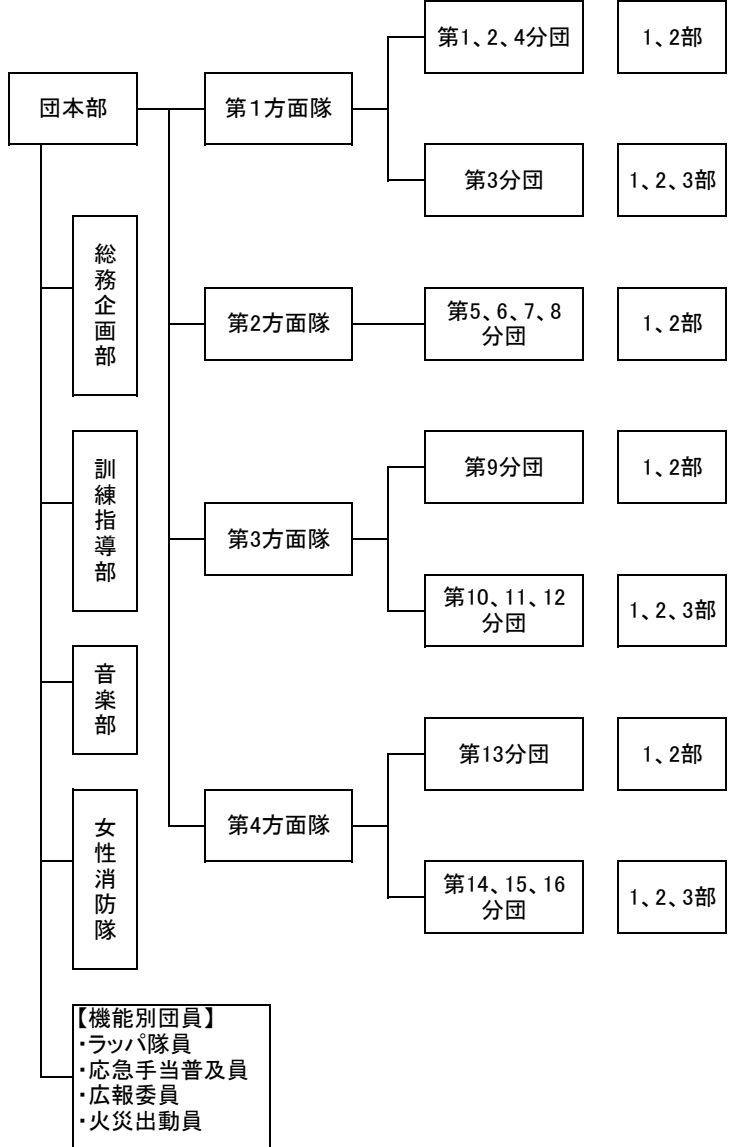 団本部
総務企画部
訓練指導部
音楽部
女性消防隊
【機能別団員】
・ラッパ隊員
・応急手当普及員
・広報委員
・火災出動員
第1方面隊
第1、2、4分団
1、2部
第3分団
1、2、3部
第2方面隊
第5、6、7、8
分団
1、2部
第3方面隊
第9分団
1、2部
第10、11、12
分団
1、2、3部
第4方面隊
第13分団
1、2部
第14、15、16
分団
1、2、3部